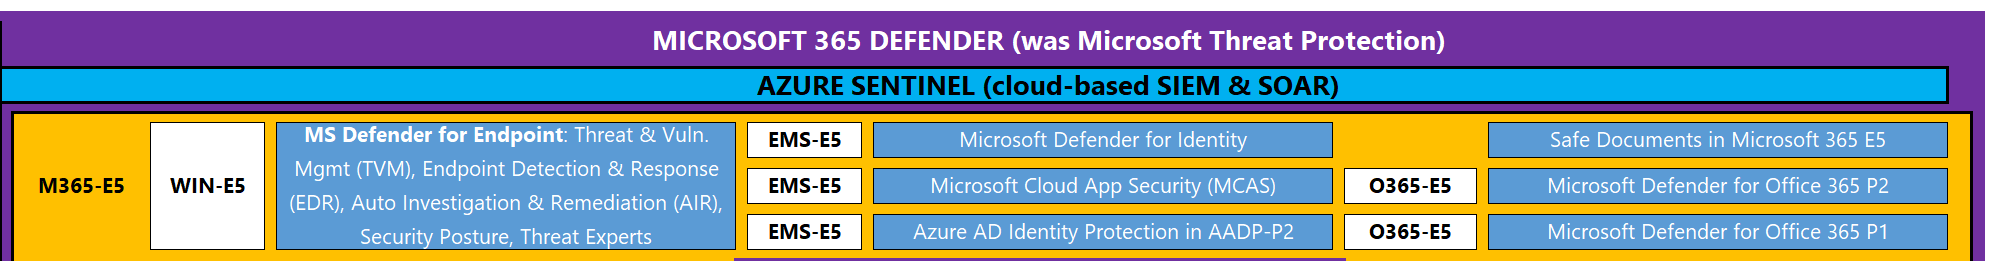 MICROSOFT 365 DEFENDER (was Microsoft Threat Protection)
AZURE SENTINEL (cloud-based SIEM & SOAR)
M365-E5
WIN-E5
MS Defender for Endpoint: Threat & Vuln.
Mgmt (TVM), Endpoint Detection & Response
(EDR), Auto Investigation & Remediation (AIR),
Security Posture, Threat Experts
EMS-E5
Microsoft Defender for Identity
Safe Documents in Microsoft 365 E5
EMS-E5
Microsoft Cloud App Security (MCAS)
O365-E5
Microsoft Defender for Office 365 P2
EMS-E5
Azure AD Identity Protection in AADP-P2
O365-E5
Microsoft Defender for Office 365 P1